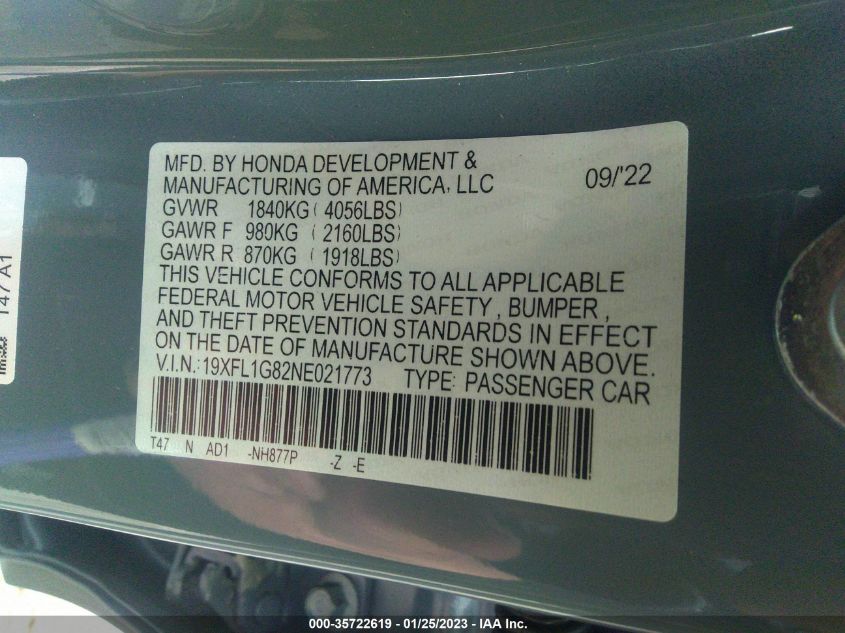 MFD. BY HONDA DEVELOPMENT &
MANUFACTURING OF AMERICA, LLC 09/'22
GVWR 1840KG ( 4056LBS)
GAWR F 980KG ( 2160LBS)
GAWR R 870KG ( 1918LBS)
THIS VEHICLE CONFORMS TO ALL APPLICABLE
FEDERAL MOTOR VEHICLE SAFETY , BUMPER ,
AND THEFT PREVENTION STANDARDS IN EFFECT
ON THE DATE OF MANUFACTURE SHOWN ABOVE.
V.I.N.:19XFL1G82NE021773 TYPE: PASSENGER CAR
T47 N AD1 -NH877P -Z -E
T47 A1
000-35722619 - 01/25/2023 - IAA Inc.